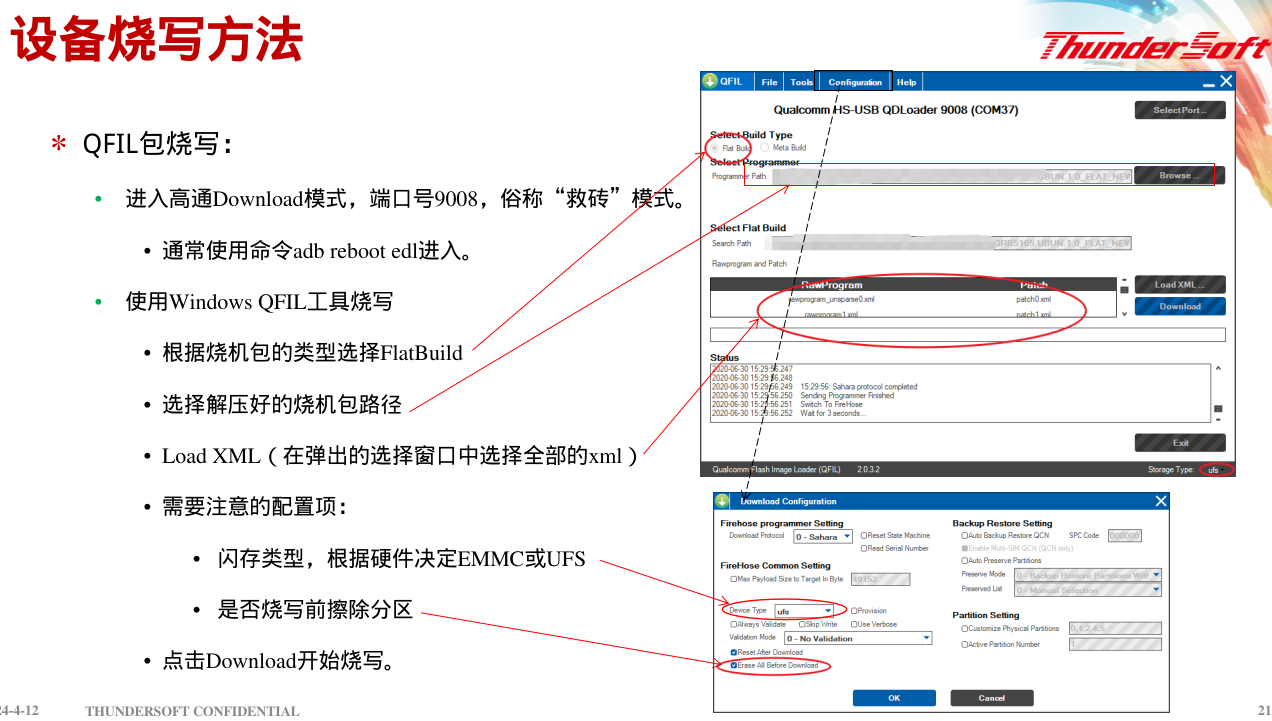 设备烧写方法
ThunderSoft
* QFIL包烧写：
• 进入高通Download模式，端口号9008，俗称“救砖”模式。
• 通常使用命令adb reboot edl进入。
• 使用Windows QFIL工具烧写
• 根据烧机包的类型选择FlatBuild
• 选择解压好的烧机包路径
• Load XML（在弹出的选择窗口中选择全部的xml）
• 需要注意的配置项：
• 闪存类型，根据硬件决定EMMC或UFS
• 是否烧写前擦除分区
• 点击Download开始烧写。
QFIL File Tools Configuration Help
Qualcomm HS-USB QDLoader 9008 (COM37)
Select Port ...
Select Build Type
Flat Build Meta Build
Select Programmer
Programmer Path UBUN.1.0_FLAT_NEW Browse ...
Select Flat Build
Search Path QRB5165.UBUN.1.0_FLAT_NEW
Rawprogram and Patch
RawProgram Patch
rawprogram_unsparse0.xml patch0.xml
rawprogram1.xml patch1.xml
Load XML ...
Download
Status
2020-06-30 15:29:56.247
2020-06-30 15:29:56.248
2020-06-30 15:29:56.249 15:29:56: Sahara protocol completed
2020-06-30 15:29:56.250 Sending Programmer Finished
2020-06-30 15:29:56.251 Switch To FireHose
2020-06-30 15:29:56.252 Wait for 3 seconds...
Exit
Qualcomm Flash Image Loader (QFIL) 2.0.3.2 Storage Type: ufs
Download Configuration
Firehose programmer Setting
Download Protocol 0 - Sahara Reset State Machine
Read Serial Number
FireHose Common Setting
Max Payload Size to Target In Byte 49152
Device Type ufs Provision
Always Validate Skip Write Use Verbose
Validation Mode 0 - No Validation
Reset After Download
Erase All Before Download
Backup Restore Setting
Auto Backup Restore QCN SPC Code 000000
Enable Multi-SIM QCN (QCN only)
Auto Preserve Partitions
Preserve Mode 0 - Backup Restore Partitions Wit
Preserved List 0 - Manual Selection
Partition Setting
Customize Physical Partitions 0,1,2,4,5
Active Partition Number 1
OK Cancel
24-4-12 THUNDERSOFT CONFIDENTIAL 21